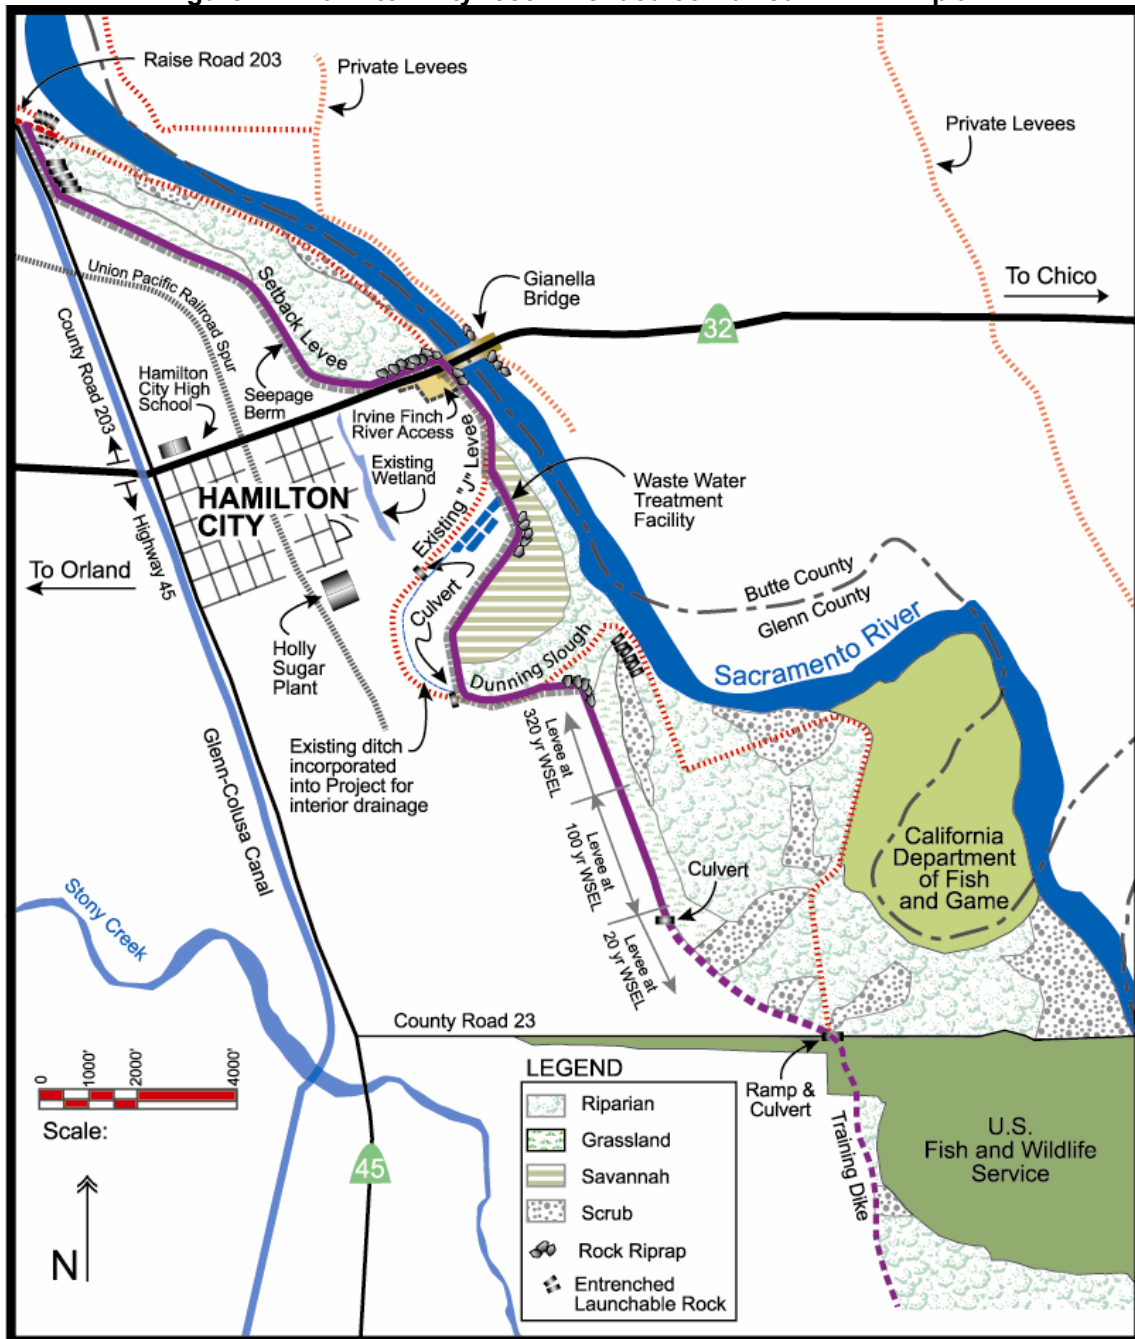 Raise Road 203
Private Levees
Private Levees
To Chico
Gianella
Bridge
32
Union Pacific Railroad Spur
Setback Levee
County Road 203
Hamilton
City High
School
Seepage
Berm
Irvine Finch
River Access
Existing
Wetland
Existing "J" Levee
Waste Water
Treatment
Facility
HAMILTON
CITY
Highway 45
To Orland
Culvert
Butte County
Glenn County
Sacramento River
Holly
Sugar
Plant
Dunning Slough
Existing ditch
incorporated
into Project for
interior drainage
Levee at
320 yr WSEL
Glenn-Colusa Canal
Levee at
100 yr WSEL
California
Department
of Fish
and Game
Culvert
Stony Creek
Levee at
20 yr WSEL
County Road 23
0
1000'
2000'
4000'
Scale:
N
45
LEGEND
Riparian
Grassland
Savannah
Scrub
Rock Riprap
Entrenched
Launchable Rock
Ramp &
Culvert
Training Dike
U.S.
Fish and Wildlife
Service